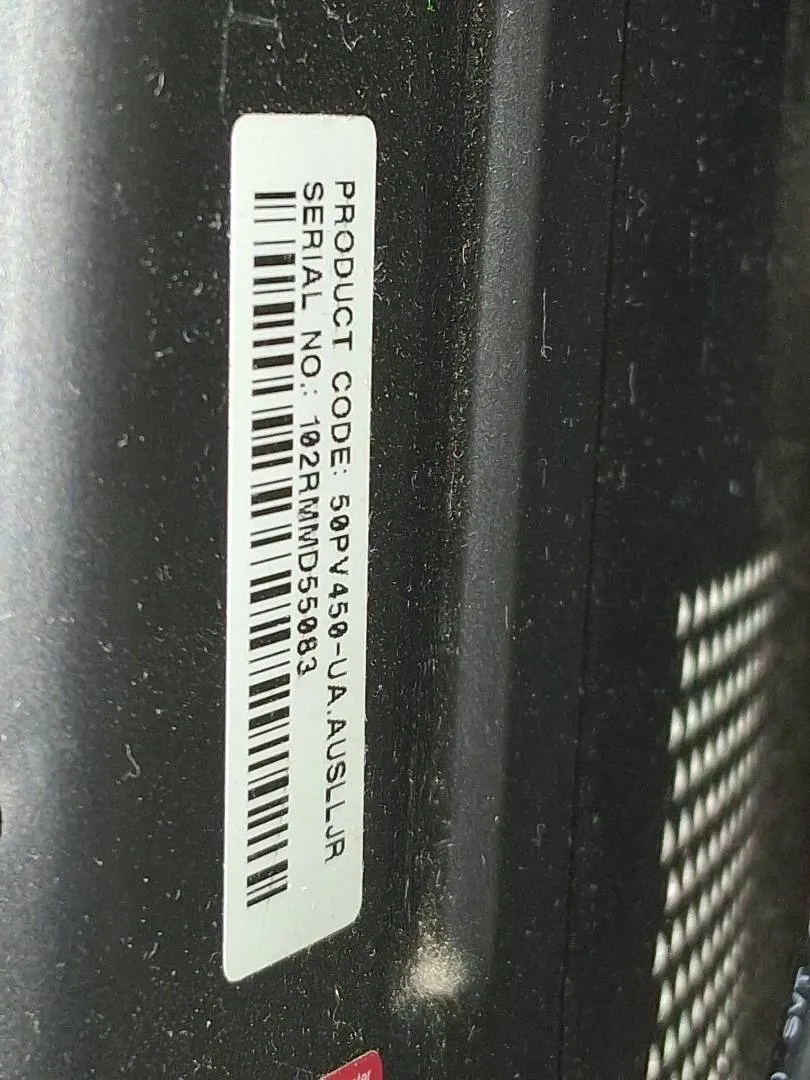 PRODUCT CODE: 50PV450-UA.AUSLLJR
SERIAL NO.: 102RMMD55083